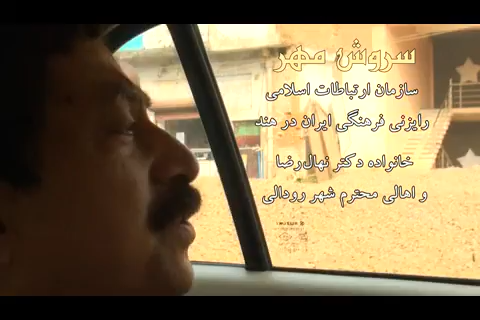 سروش مهر
سازمان ارتباطات اسلامی
رایزنی فرهنگی ایران در هند
خانواده دکتر نهال‌رضا
و اهالی محترم شهر رودالی